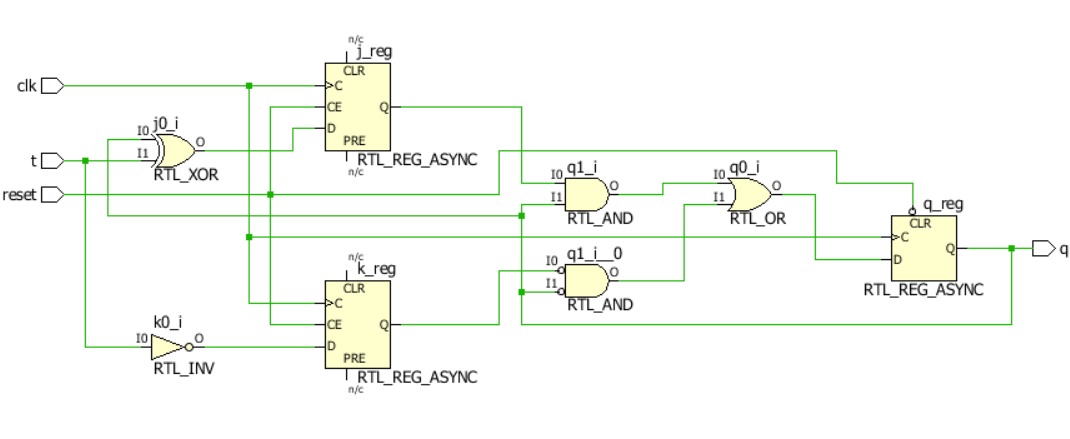 clk
t
reset
j0_i
I0
I1
O
RTL_XOR
k0_i
I0
O
RTL_INV
n/c
j_reg
CLR
C
CE
D
Q
PRE
RTL_REG_ASYNC
n/c
n/c
k_reg
CLR
C
CE
D
Q
PRE
RTL_REG_ASYNC
n/c
q1_i
I0
I1
O
RTL_AND
q1_i__0
I0
I1
O
RTL_AND
q0_i
I0
I1
O
RTL_OR
q_reg
CLR
C
D
Q
RTL_REG_ASYNC
q